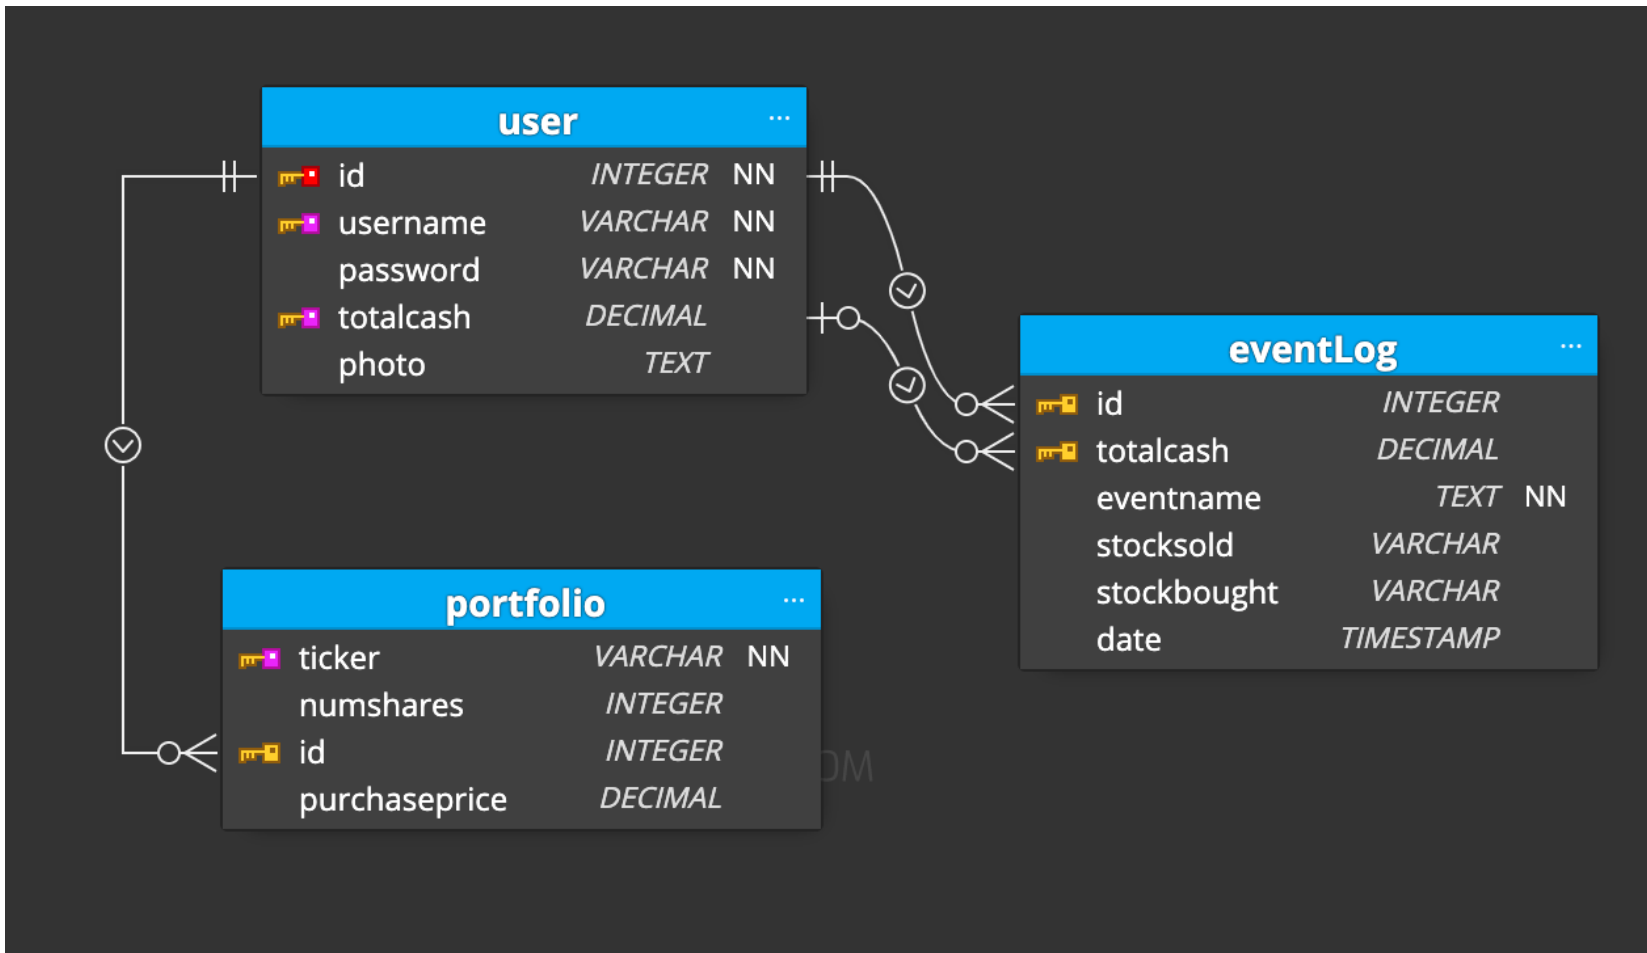 user ...
id INTEGER NN
username VARCHAR NN
password VARCHAR NN
totalcash DECIMAL
photo TEXT
eventLog ...
id INTEGER
totalcash DECIMAL
eventname TEXT NN
stocksold VARCHAR
stockbought VARCHAR
date TIMESTAMP
portfolio ...
ticker VARCHAR NN
numshares INTEGER
id INTEGER
purchaseprice DECIMAL